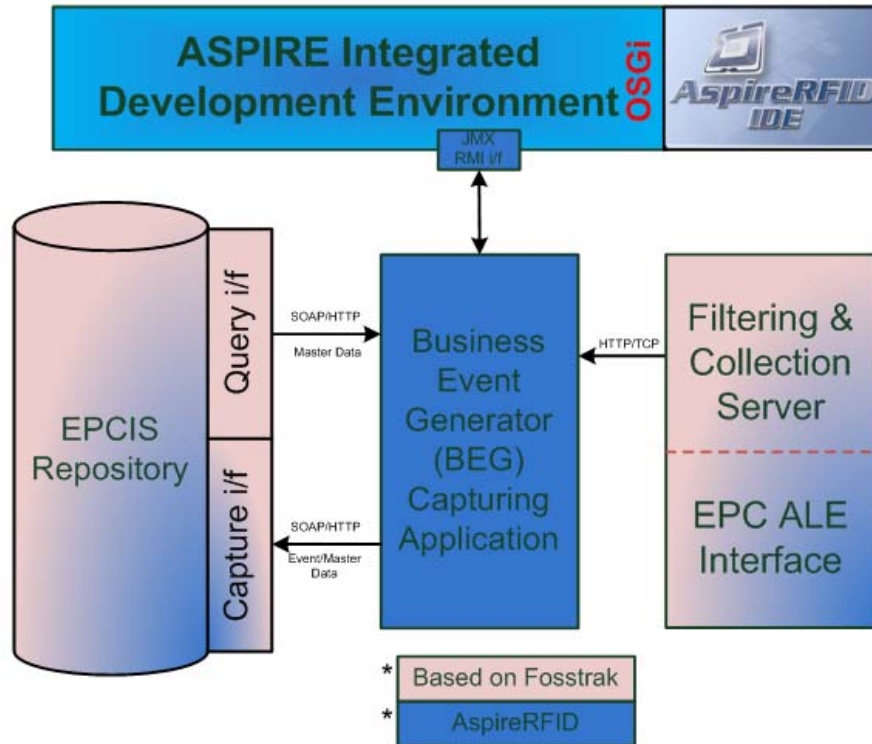 ASPIRE Integrated
Development Environment
OSGi
AspireRFID
IDE
JMX
RMI i/f
EPCIS
Repository
Query i/f
Capture i/f
SOAP/HTTP
Master Data
SOAP/HTTP
Event/Master
Data
Business
Event
Generator
(BEG)
Capturing
Application
HTTP/TCP
Filtering &
Collection
Server
EPC ALE
Interface
* Based on Fosstrak
* AspireRFID